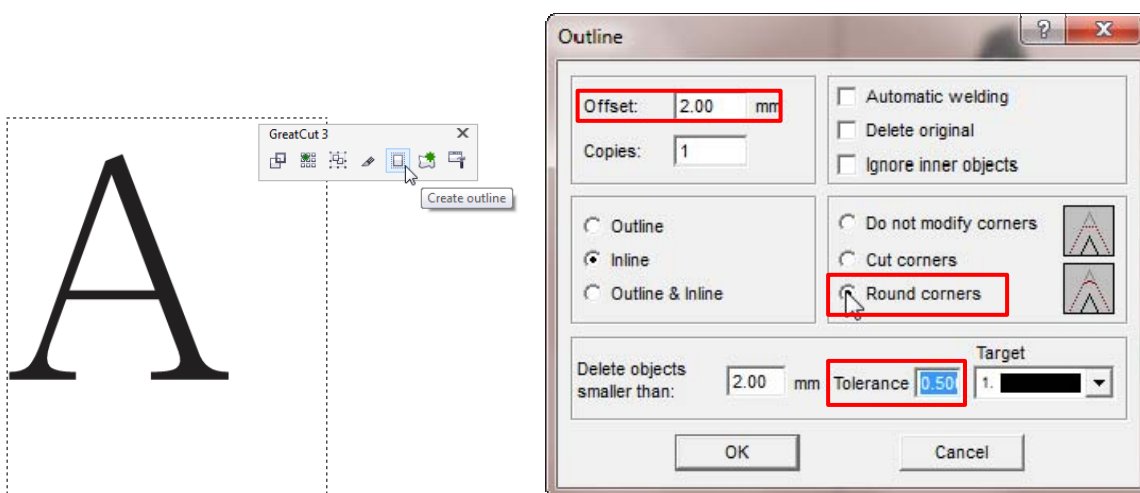 A
GreatCut 3
Create outline
Outline
Offset: 2.00 mm
Copies: 1
Automatic welding
Delete original
Ignore inner objects
Outline
Inline
Outline & Inline
Do not modify corners
Cut corners
Round corners
Delete objects
smaller than: 2.00 mm
Tolerance 0.50
Target
1.
OK
Cancel